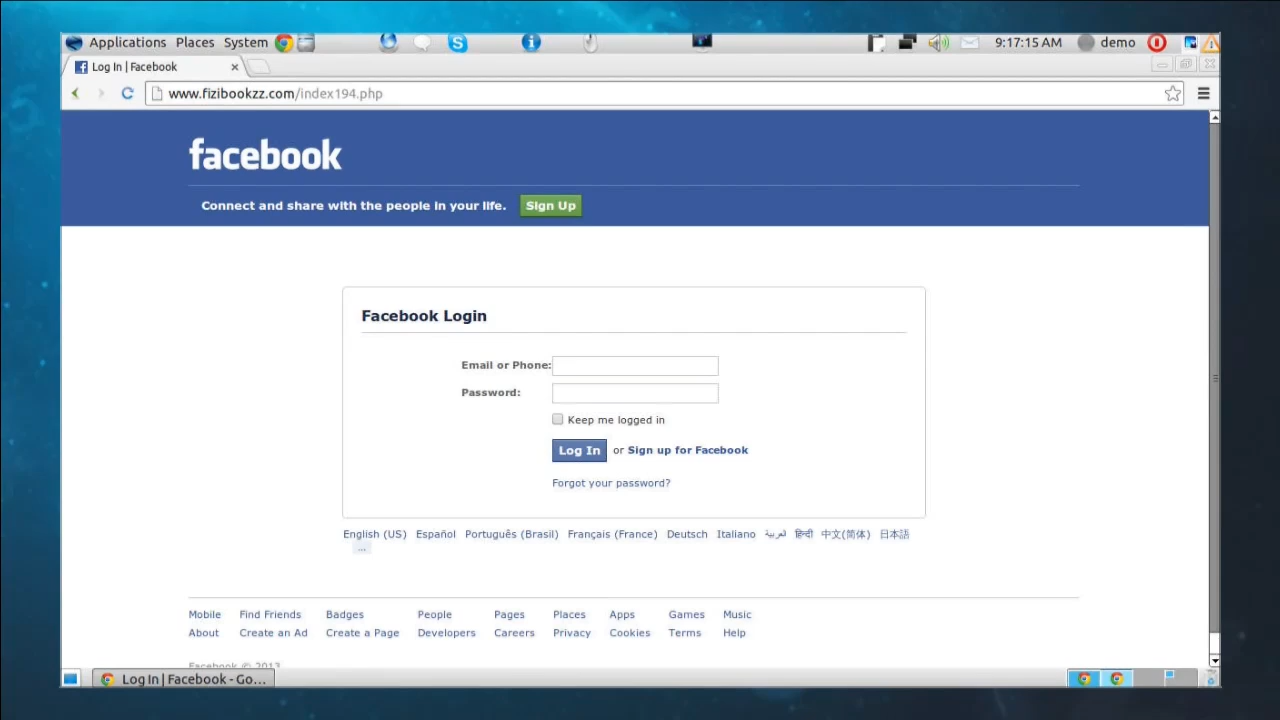 Applications Places System 9:17:15 AM demo
Log In | Facebook
www.fizibookzz.com/index194.php
facebook
Connect and share with the people in your life. Sign Up
Facebook Login
Email or Phone:
Password:
Keep me logged in
Log In or Sign up for Facebook
Forgot your password?
English (US) Español Português (Brasil) Français (France) Deutsch Italiano العربية हिन्दी 中文(简体) 日本語
...
Mobile Find Friends Badges People Pages Places Apps Games Music
About Create an Ad Create a Page Developers Careers Privacy Cookies Terms Help
Facebook © 2013
Log In | Facebook - Go...